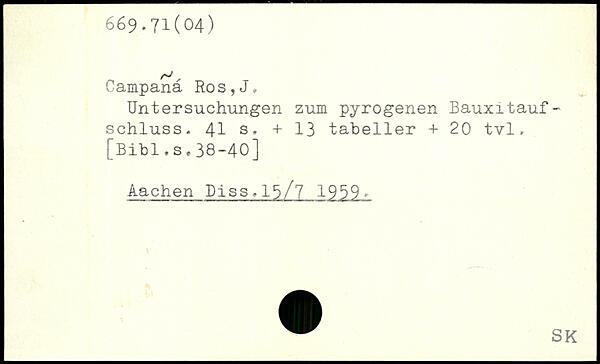 669.71(04)
Campañá Ros,J.
Untersuchungen zum pyrogenen Bauxitauf-
schluss. 41 s. + 13 tabeller + 20 tvl.
[Bibl.s.38-40]
Aachen Diss.15/7 1959.
SK